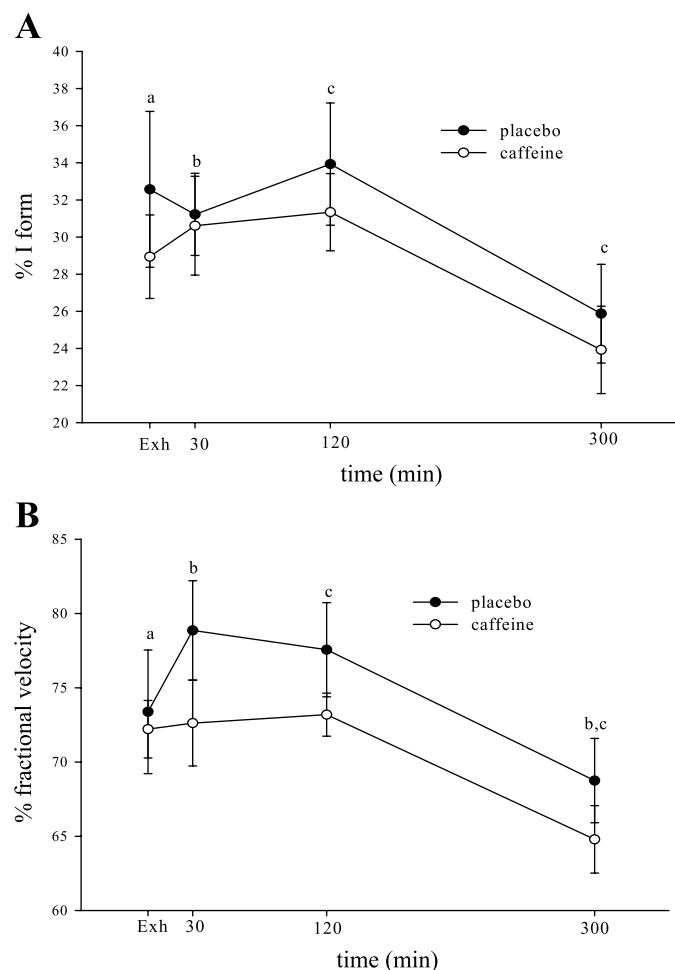 A
40
38
36
34
32
30
28
26
24
22
20
% I form
a
b
c
c
placebo
caffeine
Exh 30 120 300
time (min)
B
85
80
75
70
65
60
% fractional velocity
a
b
c
b,c
placebo
caffeine
Exh 30 120 300
time (min)